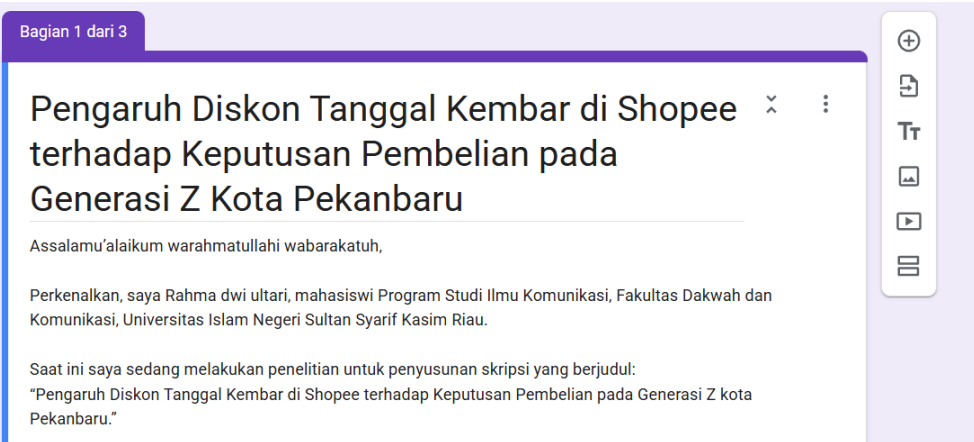 Bagian 1 dari 3
Pengaruh Diskon Tanggal Kembar di Shopee
terhadap Keputusan Pembelian pada
Generasi Z Kota Pekanbaru
Assalamu’alaikum warahmatullahi wabarakatuh,
Perkenalkan, saya Rahma dwi ultari, mahasiswi Program Studi Ilmu Komunikasi, Fakultas Dakwah dan
Komunikasi, Universitas Islam Negeri Sultan Syarif Kasim Riau.
Saat ini saya sedang melakukan penelitian untuk penyusunan skripsi yang berjudul:
“Pengaruh Diskon Tanggal Kembar di Shopee terhadap Keputusan Pembelian pada Generasi Z kota
Pekanbaru.”